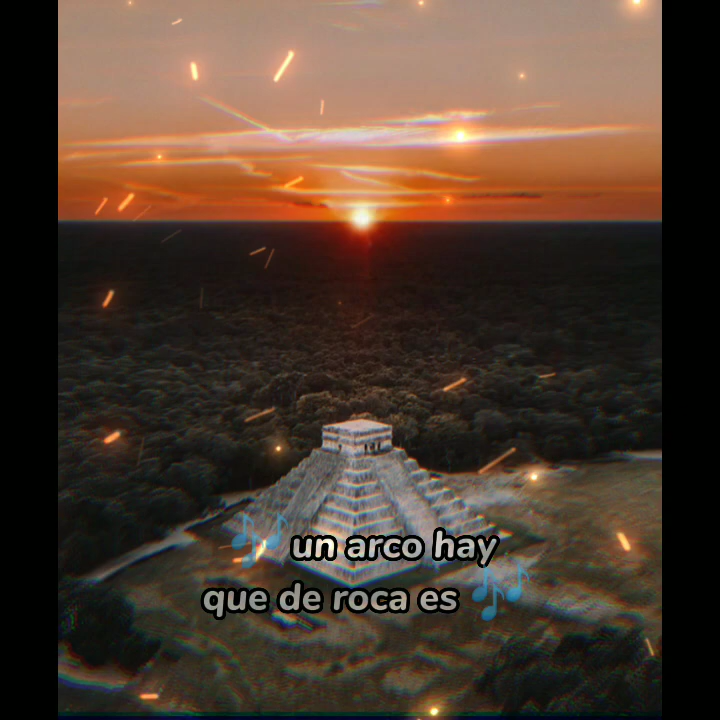 🎶 un arco hay
que de roca es 🎶